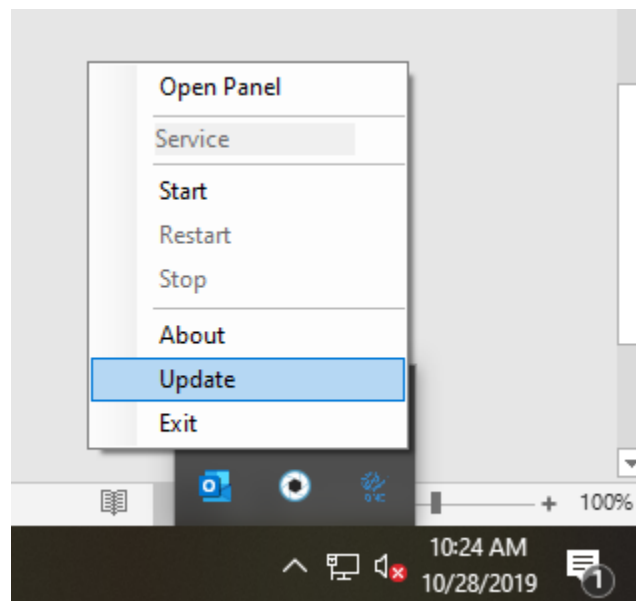 Open Panel
Service
Start
Restart
Stop
About
Update
Exit
100%
10:24 AM
10/28/2019
1